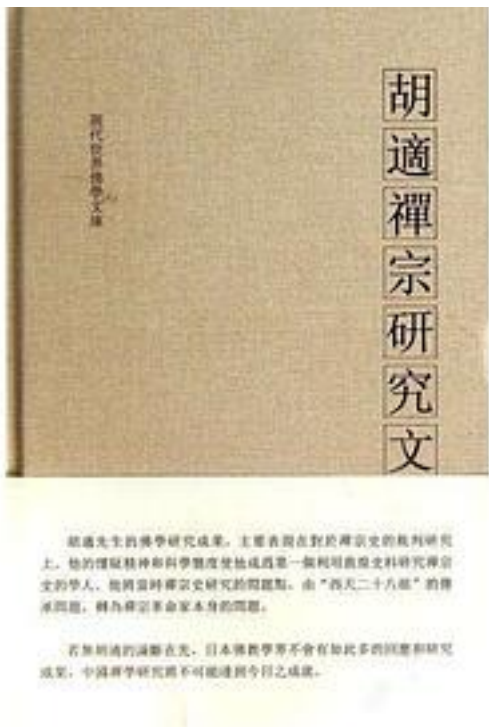 胡適禪宗研究文
現代世界佛學文庫
胡適先生的佛學研究成果，主要表現在對於禪宗史的批判研究
上，他的懷疑精神和科學態度使他成爲第一個利用敦煌史料研究禪宗
史的學人，他將當時禪宗史研究的問題點，由“西天二十八祖”的傳
承問題，轉爲禪宗革命家本身的問題。
若無胡適的論斷在先，日本佛教學界不會有如此多的回應和研究
成果，中國禪學研究將不可能達到今日之成就。